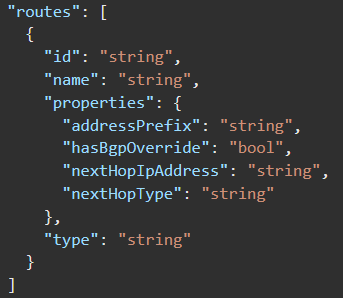 "routes": [
  {
    "id": "string",
    "name": "string",
    "properties": {
      "addressPrefix": "string",
      "hasBgpOverride": "bool",
      "nextHopIpAddress": "string",
      "nextHopType": "string"
    },
    "type": "string"
  }
]